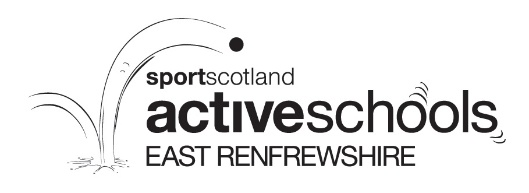 sportscotland
activeschools
EAST RENFREWSHIRE